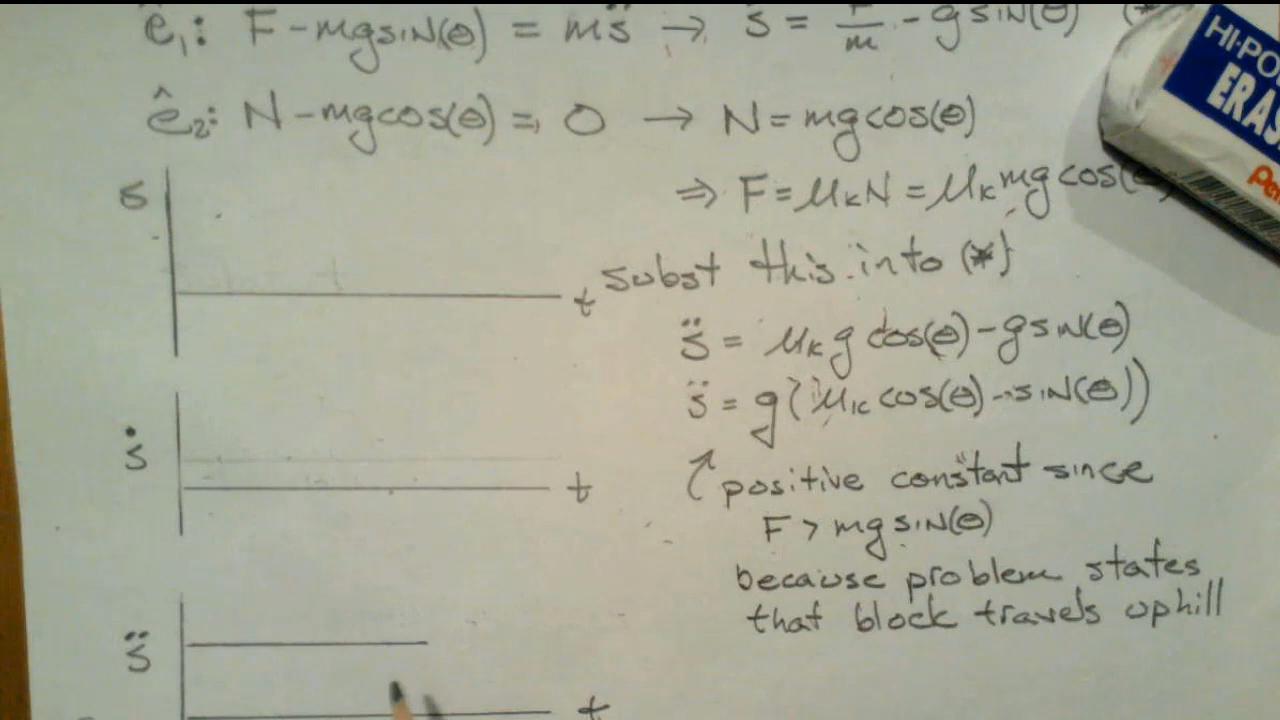 ê₁: F - mg sin(θ) = m s̈ → s̈ = F/m - g sin(θ) (*
ê₂: N - mg cos(θ) = 0 → N = mg cos(θ)
⇒ F = μₖN = μₖ mg cos(θ
subst this into (*)
s̈ = μₖ g cos(θ) - g sin(θ)
s̈ = g(μₖ cos(θ) - sin(θ))
positive constant since
F > mg sin(θ)
because problem states
that block travels uphill
s
t
ṡ
t
s̈
t
HI-PO
ERAS
Pen